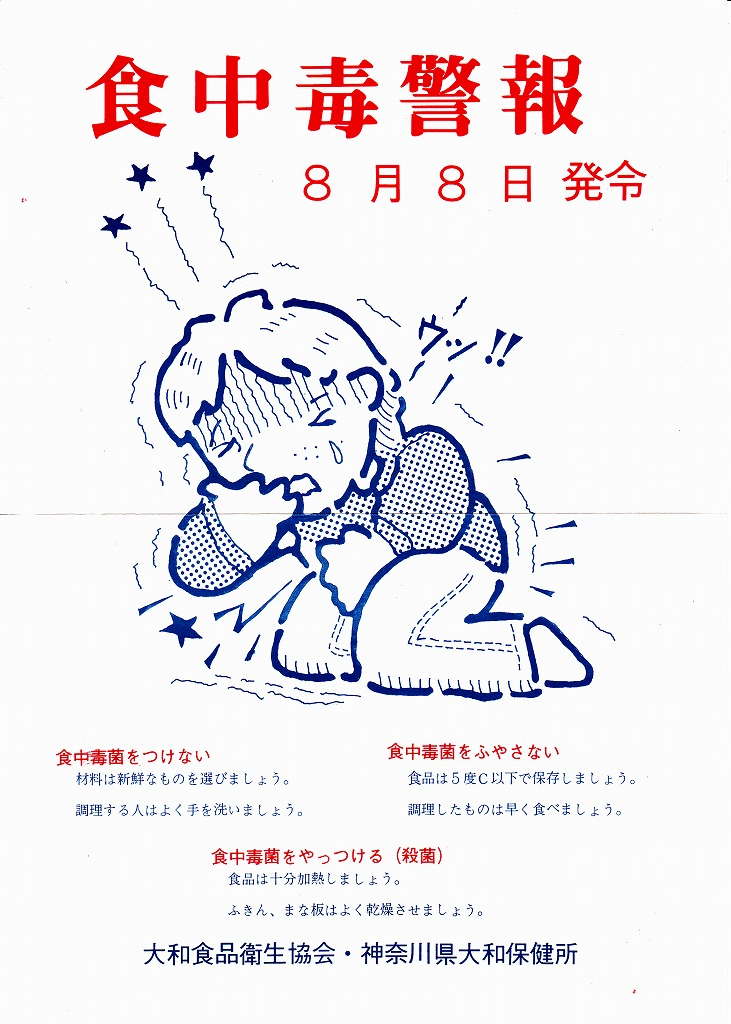 食中毒警報
８月８日発令
ウッ!!
食中毒菌をつけない
材料は新鮮なものを選びましょう。
調理する人はよく手を洗いましょう。
食中毒菌をふやさない
食品は５度Ｃ以下で保存しましょう。
調理したものは早く食べましょう。
食中毒菌をやっつける（殺菌）
食品は十分加熱しましょう。
ふきん、まな板はよく乾燥させましょう。
大和食品衛生協会・神奈川県大和保健所